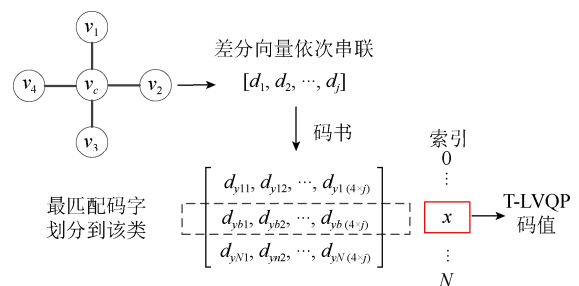 v1
差分向量依次串联
v4 vc v2
[d1, d2, ···, dj]
v3
码书
索引
0
dy11, dy12, ···, dy1 (4×j)
⋮
T-LVQP
最匹配码字
dyb1, dyb2, ···, dyb (4×j)
x
码值
划分到该类
dyN1, dyn2, ···, dyN (4×j)
⋮
N